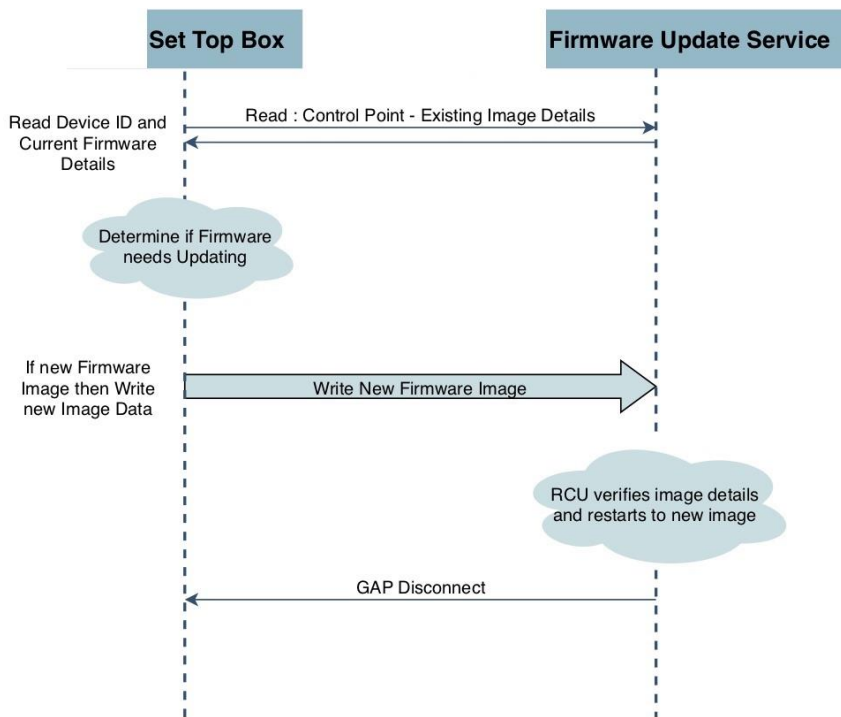 Set Top Box
Firmware Update Service
Read Device ID and
Current Firmware
Details
Read : Control Point - Existing Image Details
Determine if Firmware
needs Updating
If new Firmware
Image then Write
new Image Data
Write New Firmware Image
RCU verifies image details
and restarts to new image
GAP Disconnect